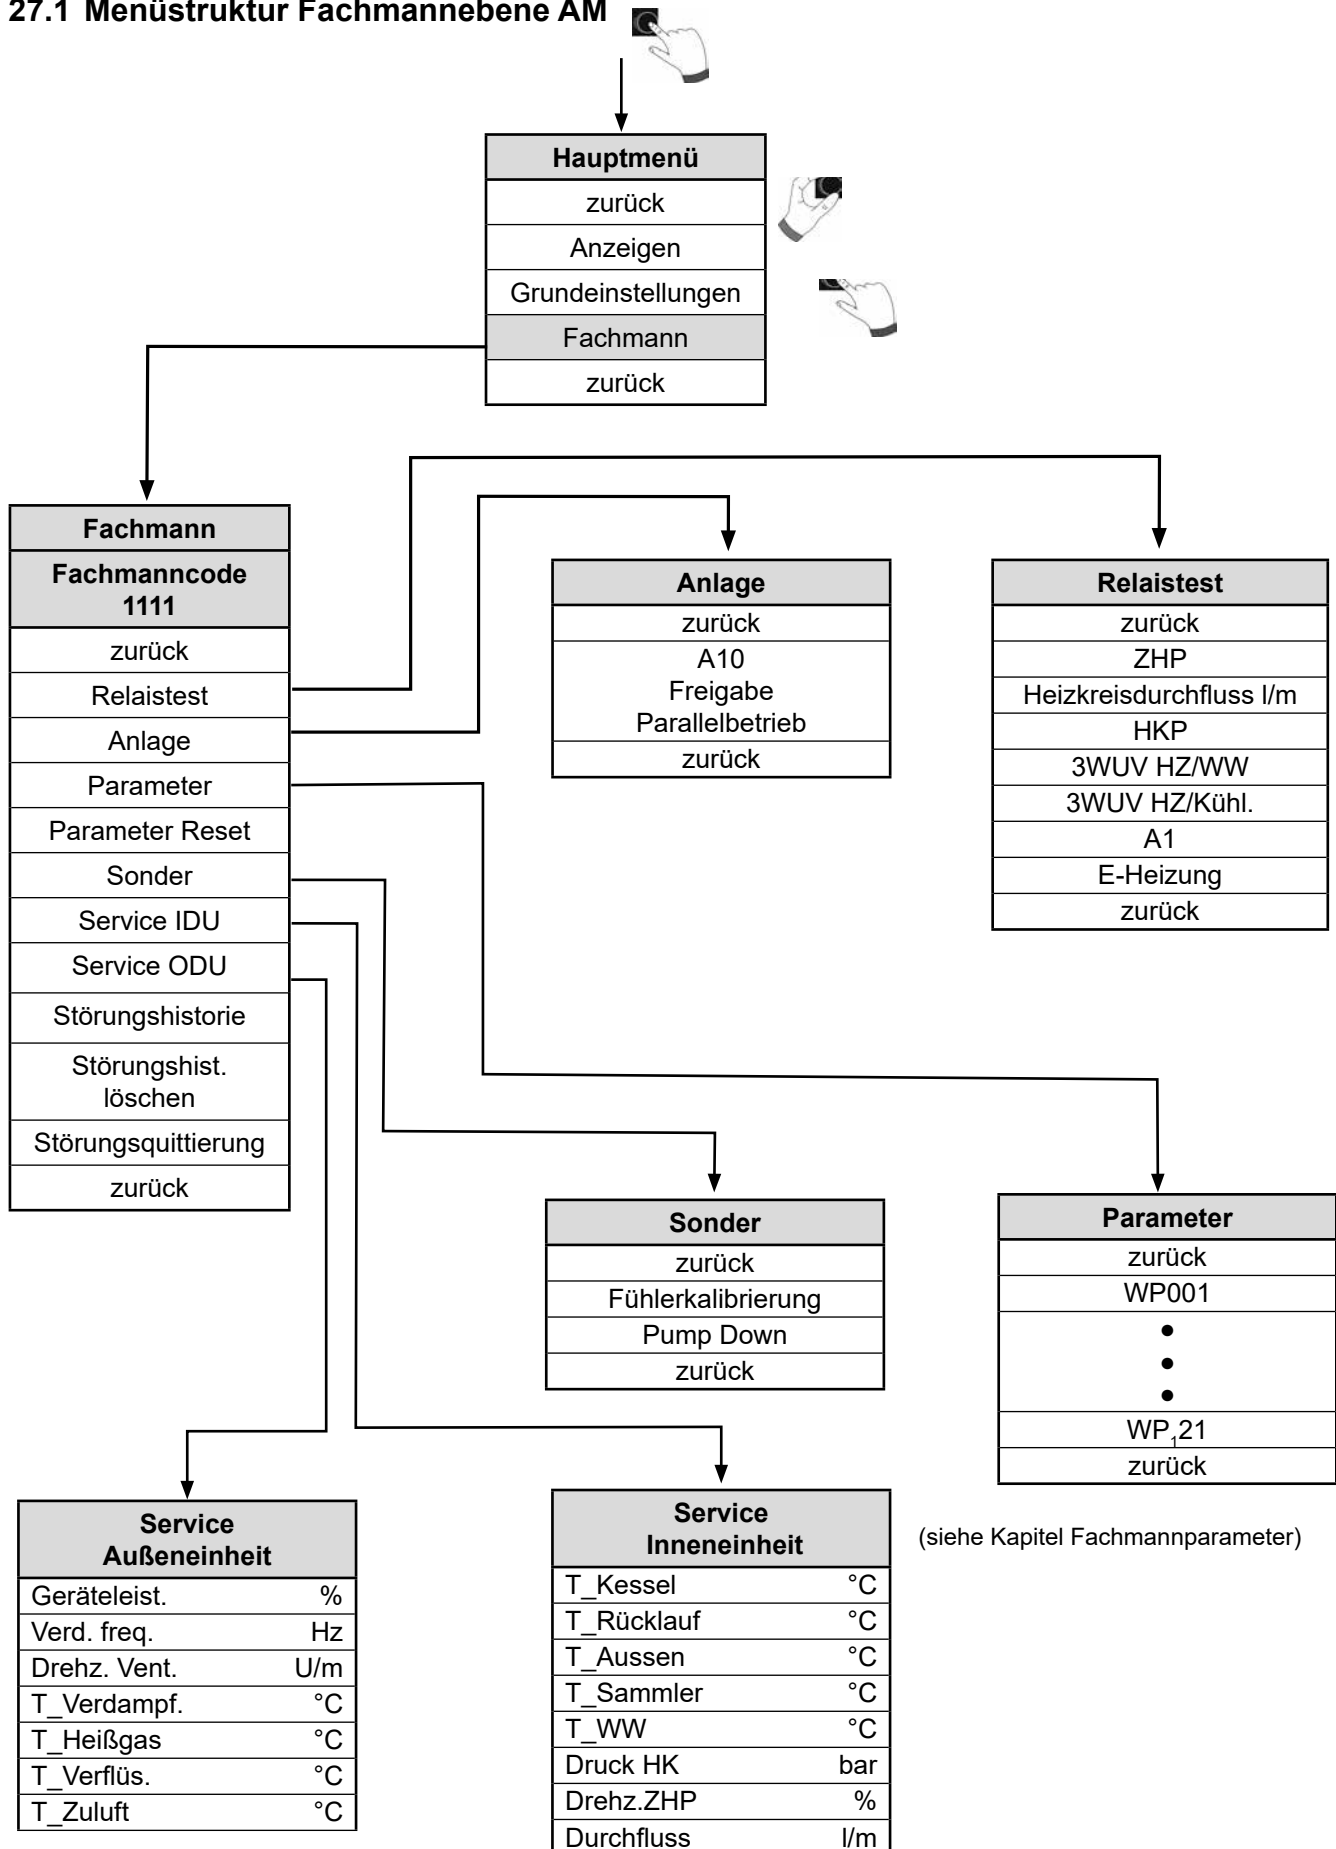 27.1 Menüstruktur Fachmannebene AM
Hauptmenü
zurück
Anzeigen
Grundeinstellungen
Fachmann
zurück
Fachmann
Fachmanncode
1111
zurück
Relaistest
Anlage
Parameter
Parameter Reset
Sonder
Service IDU
Service ODU
Störungshistorie
Störungshist.
löschen
Störungsquittierung
zurück
Anlage
zurück
A10
Freigabe
Parallelbetrieb
zurück
Relaistest
zurück
ZHP
Heizkreisdurchfluss l/m
HKP
3WUV HZ/WW
3WUV HZ/Kühl.
A1
E-Heizung
zurück
Sonder
zurück
Fühlerkalibrierung
Pump Down
zurück
Parameter
zurück
WP001
•
•
•
WP121
zurück
(siehe Kapitel Fachmannparameter)
Service
Außeneinheit
Geräteleist. %
Verd. freq. Hz
Drehz. Vent. U/m
T_Verdampf. °C
T_Heißgas °C
T_Verflüs. °C
T_Zuluft °C
Service
Inneneinheit
T_Kessel °C
T_Rücklauf °C
T_Aussen °C
T_Sammler °C
T_WW °C
Druck HK bar
Drehz.ZHP %
Durchfluss l/m